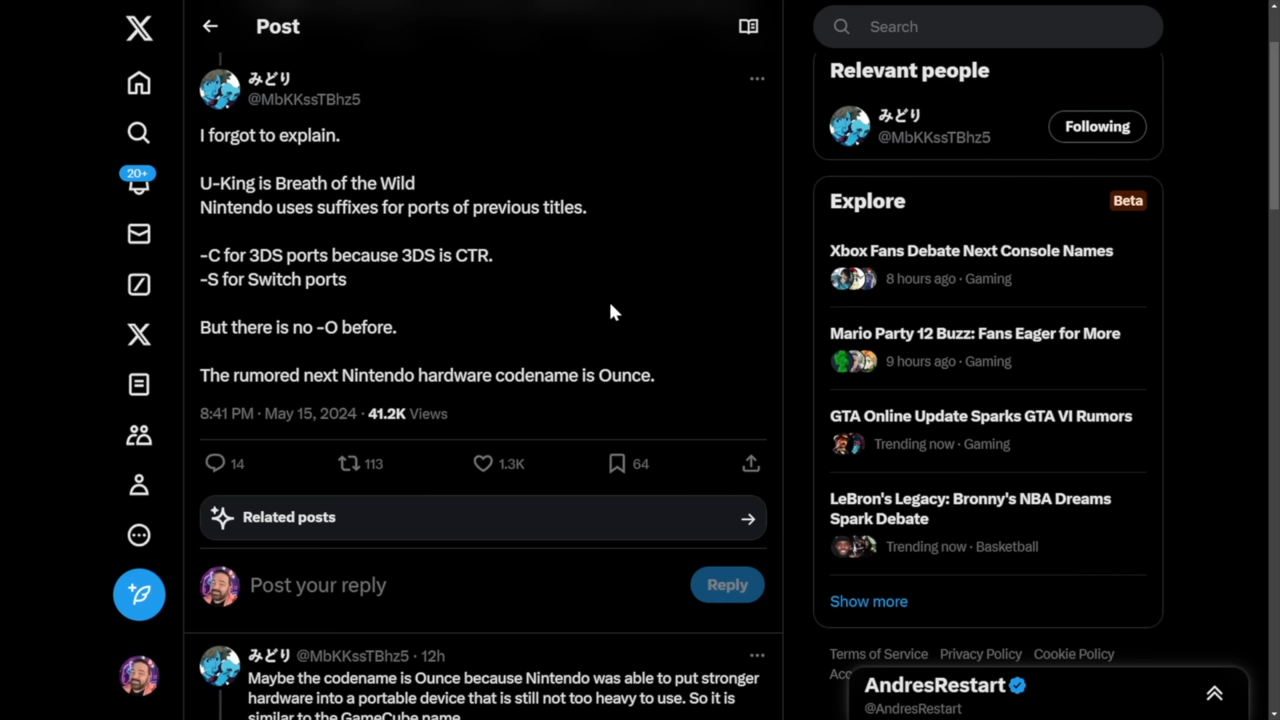 Post
みどり
@MbKKssTBhz5
I forgot to explain.
U-King is Breath of the Wild
Nintendo uses suffixes for ports of previous titles.
-C for 3DS ports because 3DS is CTR.
-S for Switch ports
But there is no -O before.
The rumored next Nintendo hardware codename is Ounce.
8:41 PM · May 15, 2024 · 41.2K Views
14 113 1.3K 64
Related posts
Post your reply
Reply
みどり @MbKKssTBhz5 · 12h
Maybe the codename is Ounce because Nintendo was able to put stronger
hardware into a portable device that is still not too heavy to use. So it is
similar to the GameCube name
20+
Search
Relevant people
みどり
@MbKKssTBhz5
Following
Explore
Beta
Xbox Fans Debate Next Console Names
8 hours ago · Gaming
Mario Party 12 Buzz: Fans Eager for More
9 hours ago · Gaming
GTA Online Update Sparks GTA VI Rumors
Trending now · Gaming
LeBron's Legacy: Bronny's NBA Dreams
Spark Debate
Trending now · Basketball
Show more
Terms of Service Privacy Policy Cookie Policy
AndresRestart
@AndresRestart